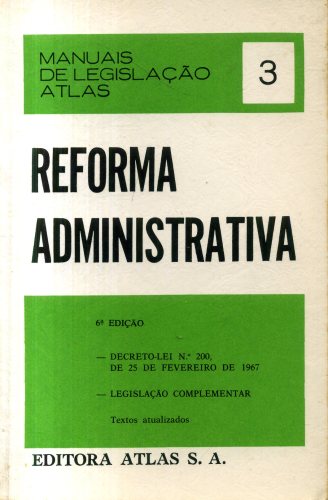 MANUAIS
DE LEGISLAÇÃO
ATLAS
3
REFORMA
ADMINISTRATIVA
6ª EDIÇÃO
— DECRETO-LEI N.º 200,
DE 25 DE FEVEREIRO DE 1967
— LEGISLAÇÃO COMPLEMENTAR
Textos atualizados
EDITORA ATLAS S. A.